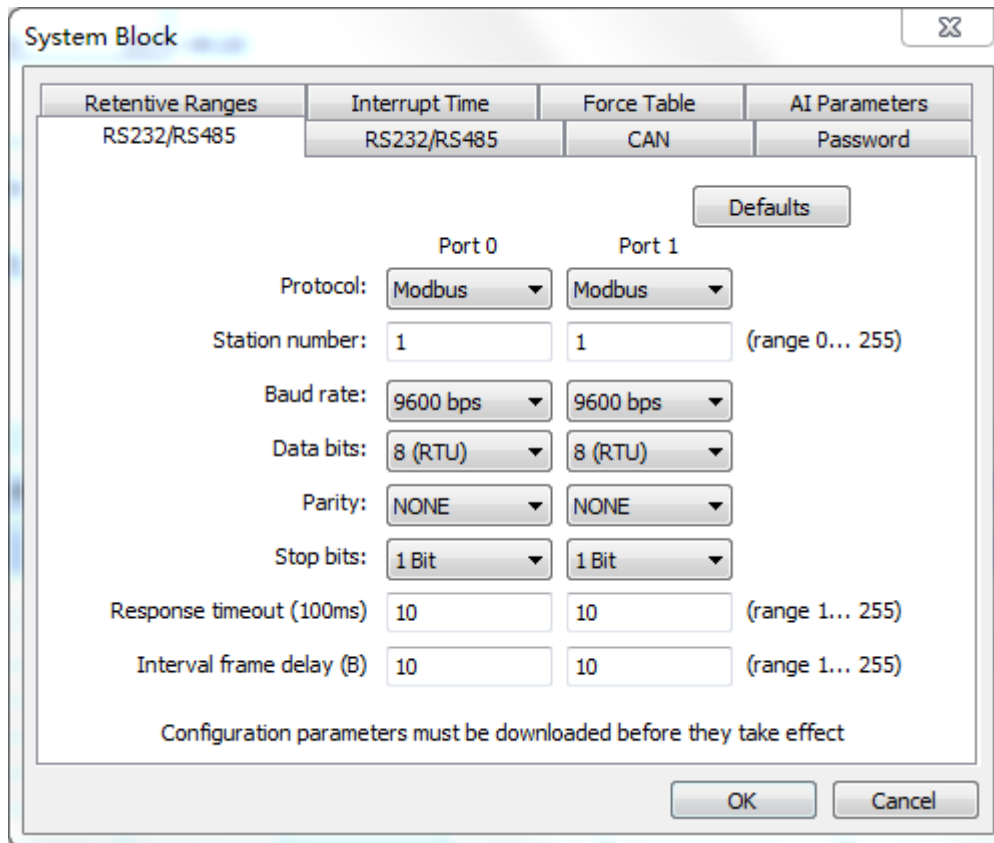 System Block
Retentive Ranges Interrupt Time Force Table AI Parameters
RS232/RS485 RS232/RS485 CAN Password
Defaults
Port 0 Port 1
Protocol: Modbus Modbus
Station number: 1 1 (range 0... 255)
Baud rate: 9600 bps 9600 bps
Data bits: 8 (RTU) 8 (RTU)
Parity: NONE NONE
Stop bits: 1 Bit 1 Bit
Response timeout (100ms) 10 10 (range 1... 255)
Interval frame delay (B) 10 10 (range 1... 255)
Configuration parameters must be downloaded before they take effect
OK Cancel